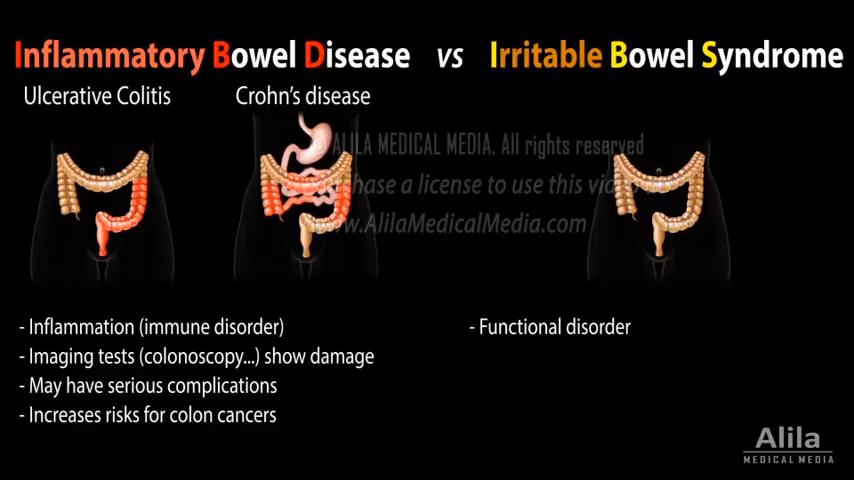 Inflammatory Bowel Disease vs Irritable Bowel Syndrome
Ulcerative Colitis Crohn's disease
ALILA MEDICAL MEDIA. All rights reserved
a license to use this
www.AlilaMedicalMedia.com
- Inflammation (immune disorder)
- Imaging tests (colonoscopy...) show damage
- May have serious complications
- Increases risks for colon cancers
- Functional disorder
Alila
MEDICAL MEDIA